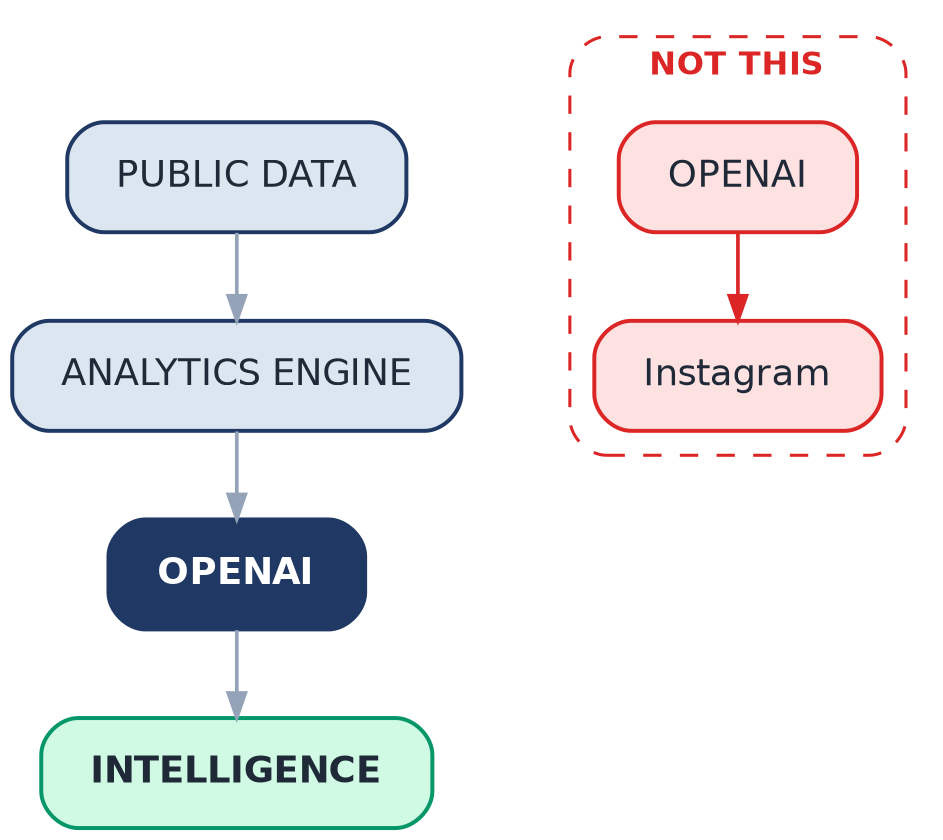 PUBLIC DATA
ANALYTICS ENGINE
OPENAI
INTELLIGENCE
NOT THIS
OPENAI
Instagram